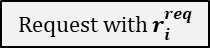 Request with r_i^req